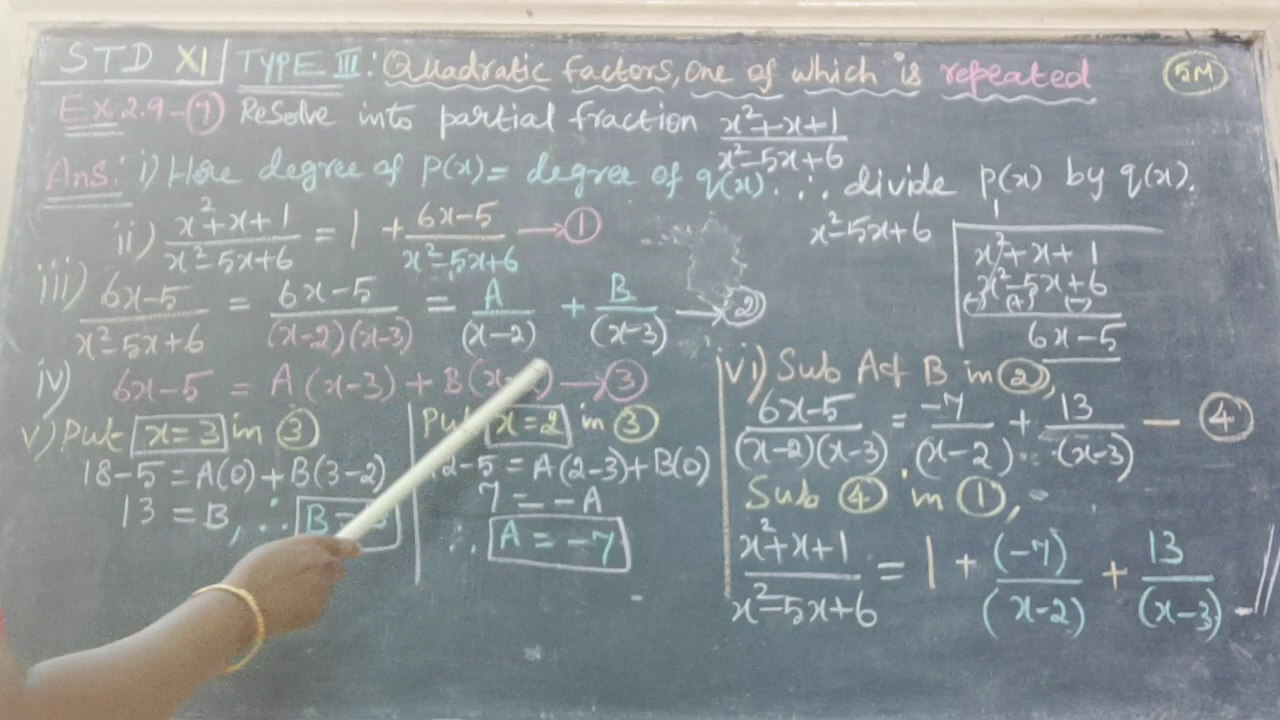 STD XI TYPE III: Quadratic factors, one of which is repeated 5M
Ex 2.9-(7) Resolve into partial fraction (x²+x+1)/(x²-5x+6)
Ans: i) Here degree of p(x) = degree of q(x). ∴ divide p(x) by q(x).
ii) (x²+x+1)/(x²-5x+6) = 1 + (6x-5)/(x²-5x+6) → ①
1
x²-5x+6 | x²+x+1
x²-5x+6
(-) (+) (-)
6x-5
iii) (6x-5)/(x²-5x+6) = (6x-5)/((x-2)(x-3)) = A/(x-2) + B/(x-3) → ②
iv) 6x-5 = A(x-3) + B(x- ) → ③
v) Put x=3 in ③
18-5 = A(0) + B(3-2)
13 = B, ∴ B =
x=2 in ③
2-5 = A(2-3) + B(0)
7 = -A
∴ A = -7
vi) Sub A & B in ②,
(6x-5)/((x-2)(x-3)) = -7/(x-2) + 13/(x-3) — ④
Sub ④ in ①,
(x²+x+1)/(x²-5x+6) = 1 + (-7)/(x-2) + 13/(x-3) //